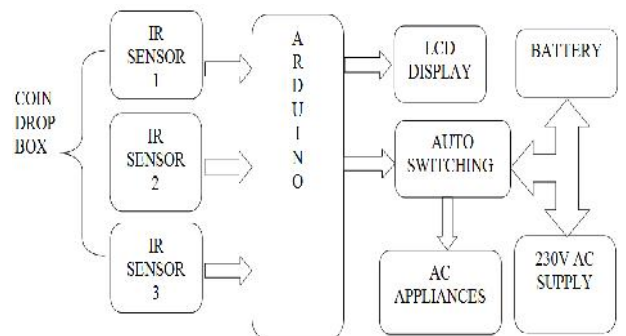 COIN
DROP
BOX
IR
SENSOR
1
IR
SENSOR
2
IR
SENSOR
3
A
R
D
U
I
N
O
LCD
DISPLAY
AUTO
SWITCHING
AC
APPLIANCES
BATTERY
230V AC
SUPPLY